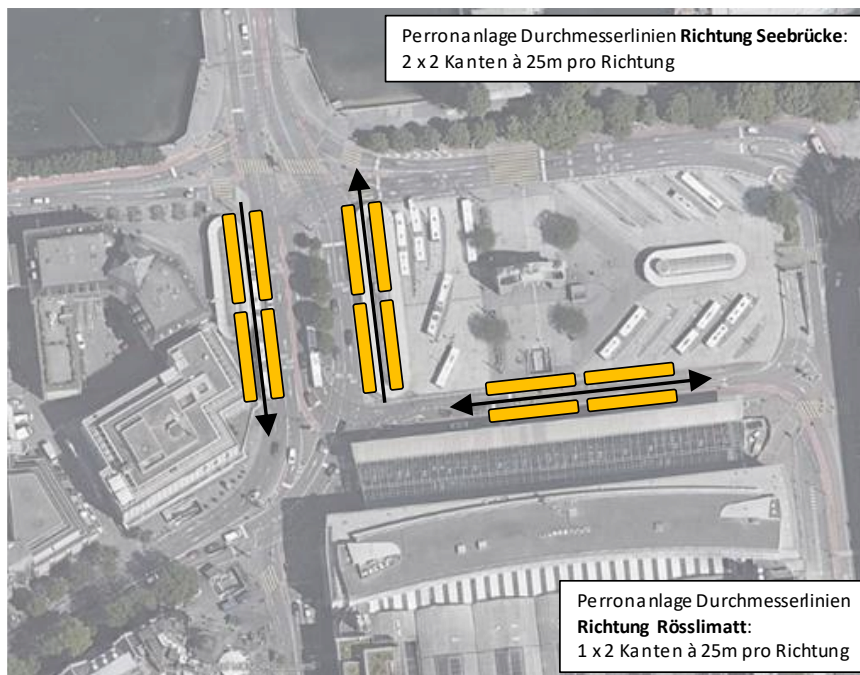 Perronanlage Durchmesserlinien Richtung Seebrücke:
2 x 2 Kanten à 25m pro Richtung
Perronanlage Durchmesserlinien
Richtung Rösslimatt:
1 x 2 Kanten à 25m pro Richtung